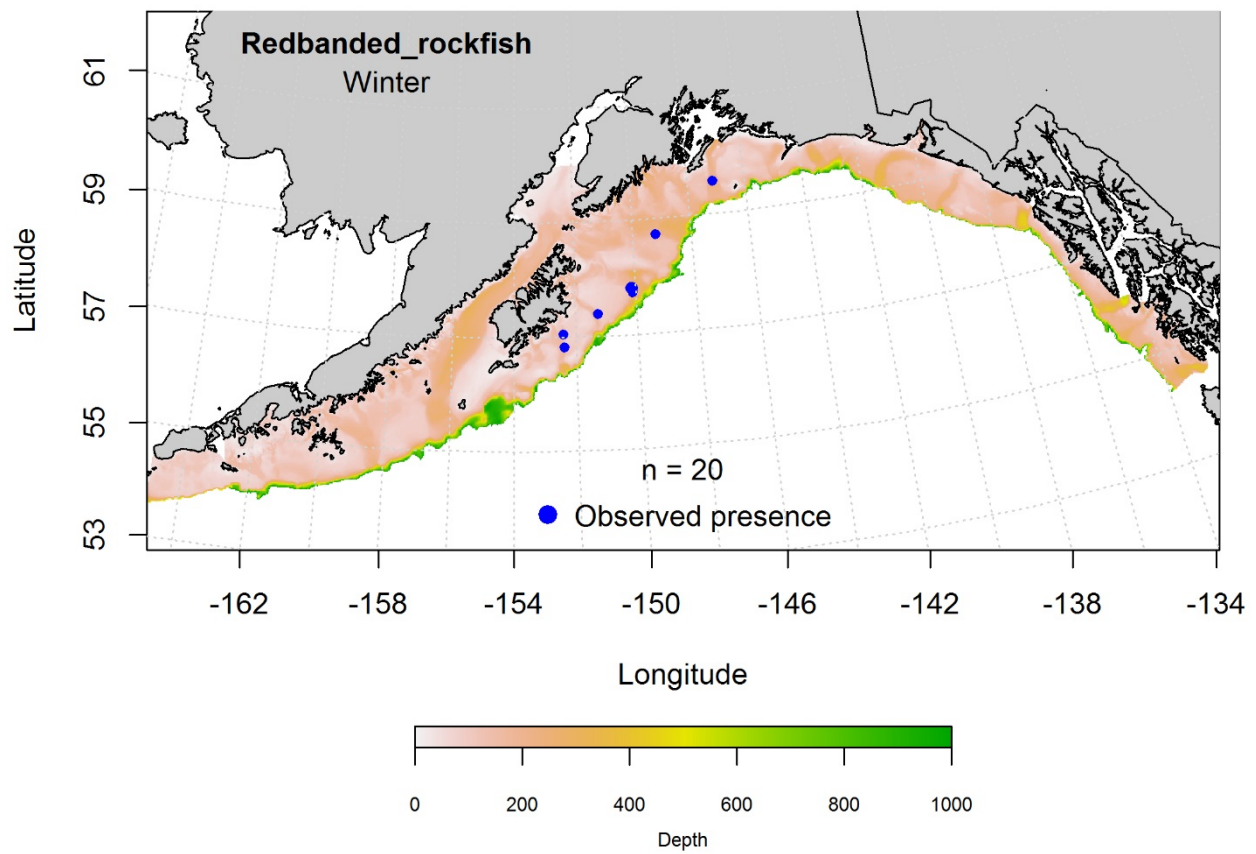 Redbanded_rockfish
Winter
61
59
57
55
53
Latitude
n = 20
Observed presence
-162 -158 -154 -150 -146 -142 -138 -134
Longitude
0 200 400 600 800 1000
Depth